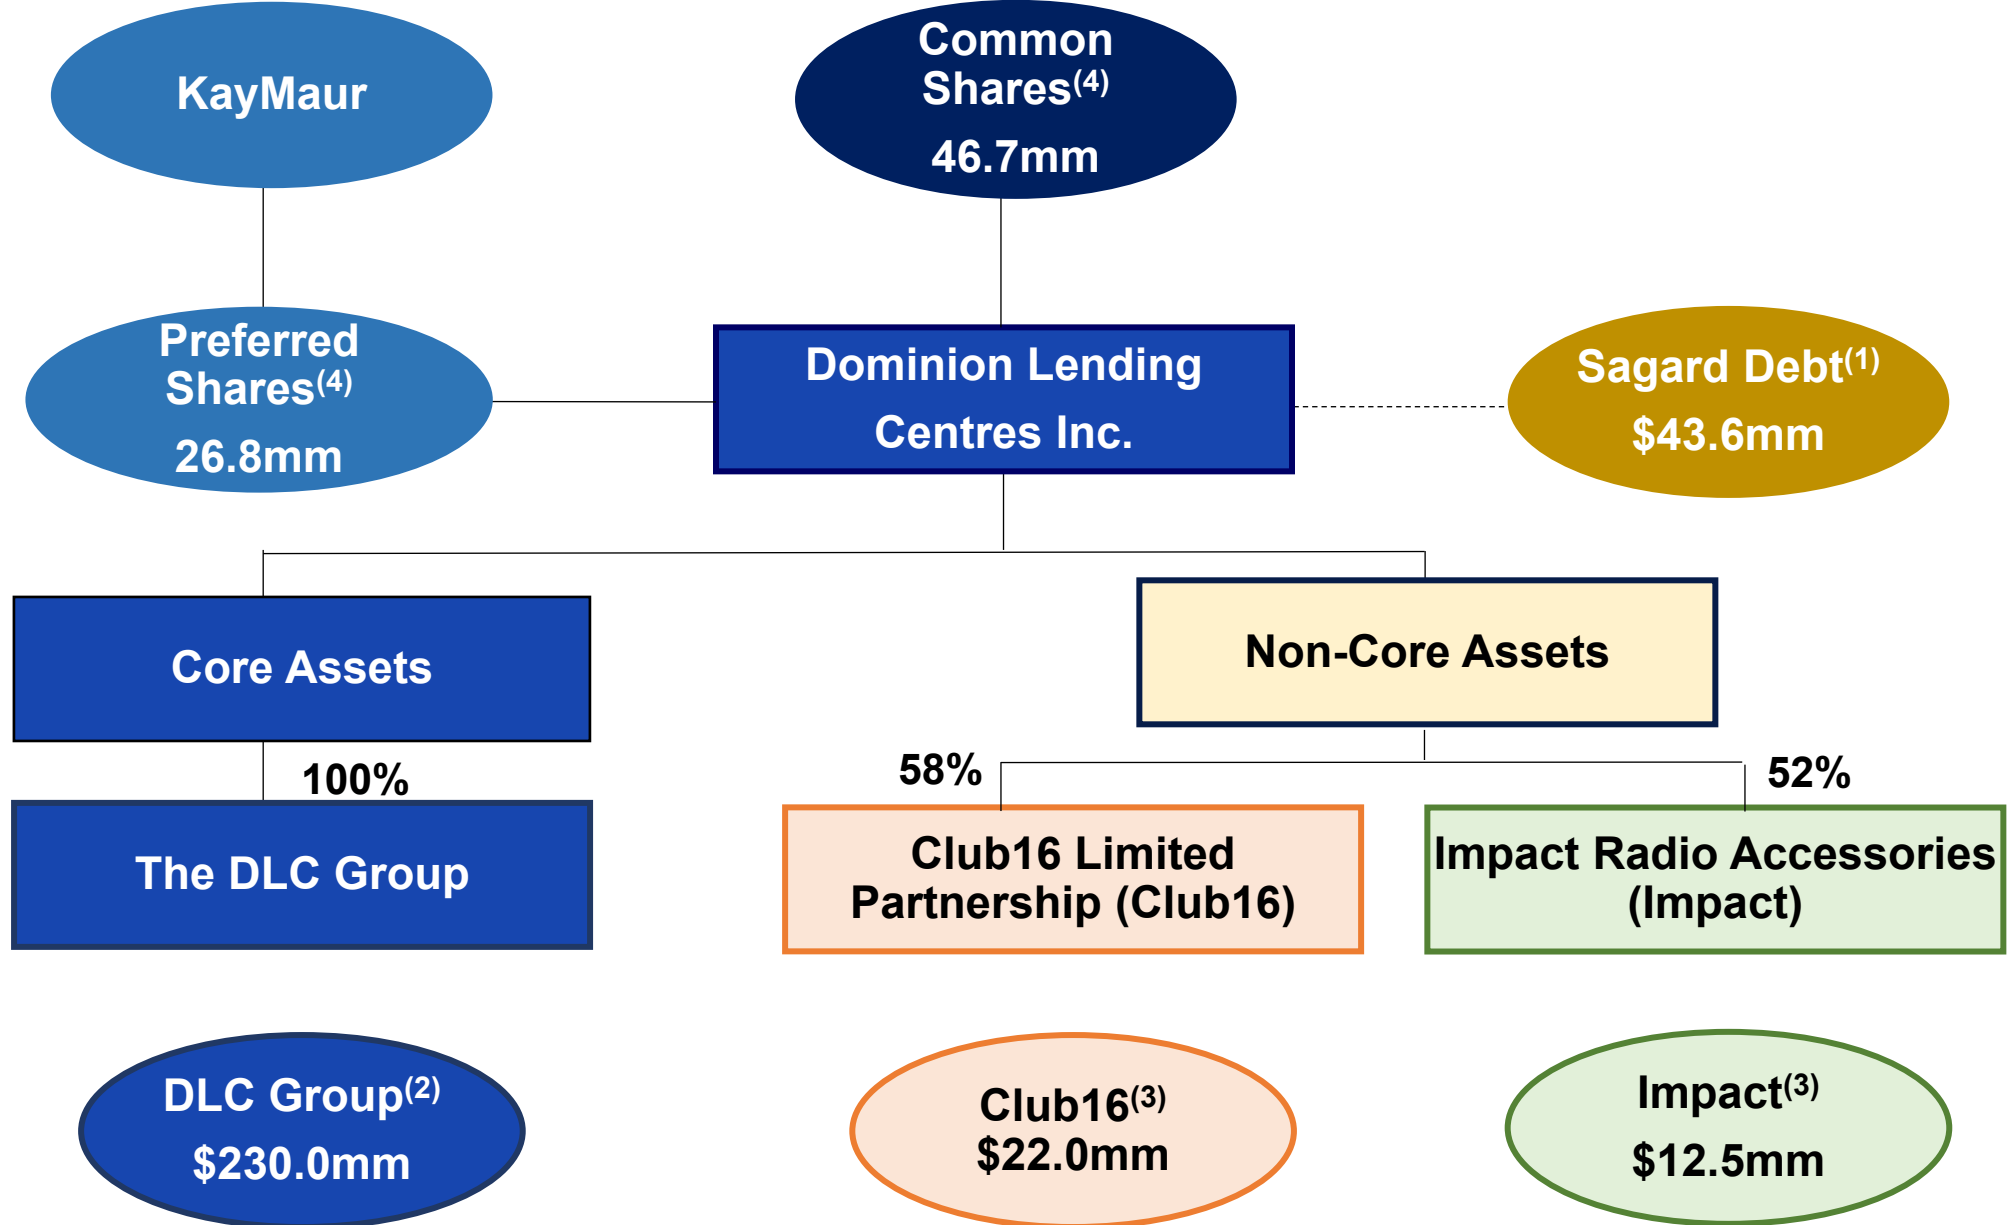 KayMaur
Common
Shares(4)
46.7mm
Preferred
Shares(4)
26.8mm
Dominion Lending
Centres Inc.
Sagard Debt(1)
$43.6mm
Core Assets
Non-Core Assets
100%
58%
52%
The DLC Group
Club16 Limited
Partnership (Club16)
Impact Radio Accessories
(Impact)
DLC Group(2)
$230.0mm
Club16(3)
$22.0mm
Impact(3)
$12.5mm